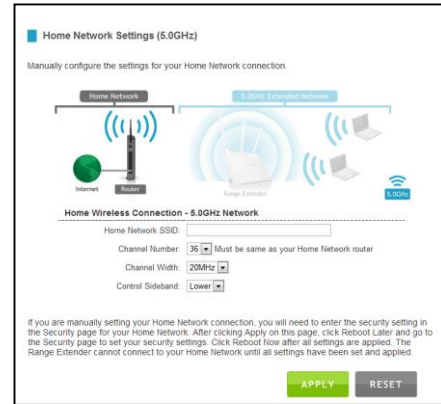 Home Network Settings (5.0GHz)
Manually configure the settings for your Home Network connection.
Home Network
5.0GHz Extended Network
Internet
Router
Range Extender
5.0GHz
Home Wireless Connection - 5.0GHz Network
Home Network SSID:
Channel Number: 36 Must be same as your Home Network router
Channel Width: 20MHz
Control Sideband: Lower
If you are manually setting your Home Network connection, you will need to enter the security setting in
the Security page for your Home Network. After clicking Apply on this page, click Reboot Later and go to
the Security page to set your security settings. Click Reboot Now after all settings are applied. The
Range Extender cannot connect to your Home Network until all settings have been set and applied.
APPLY
RESET